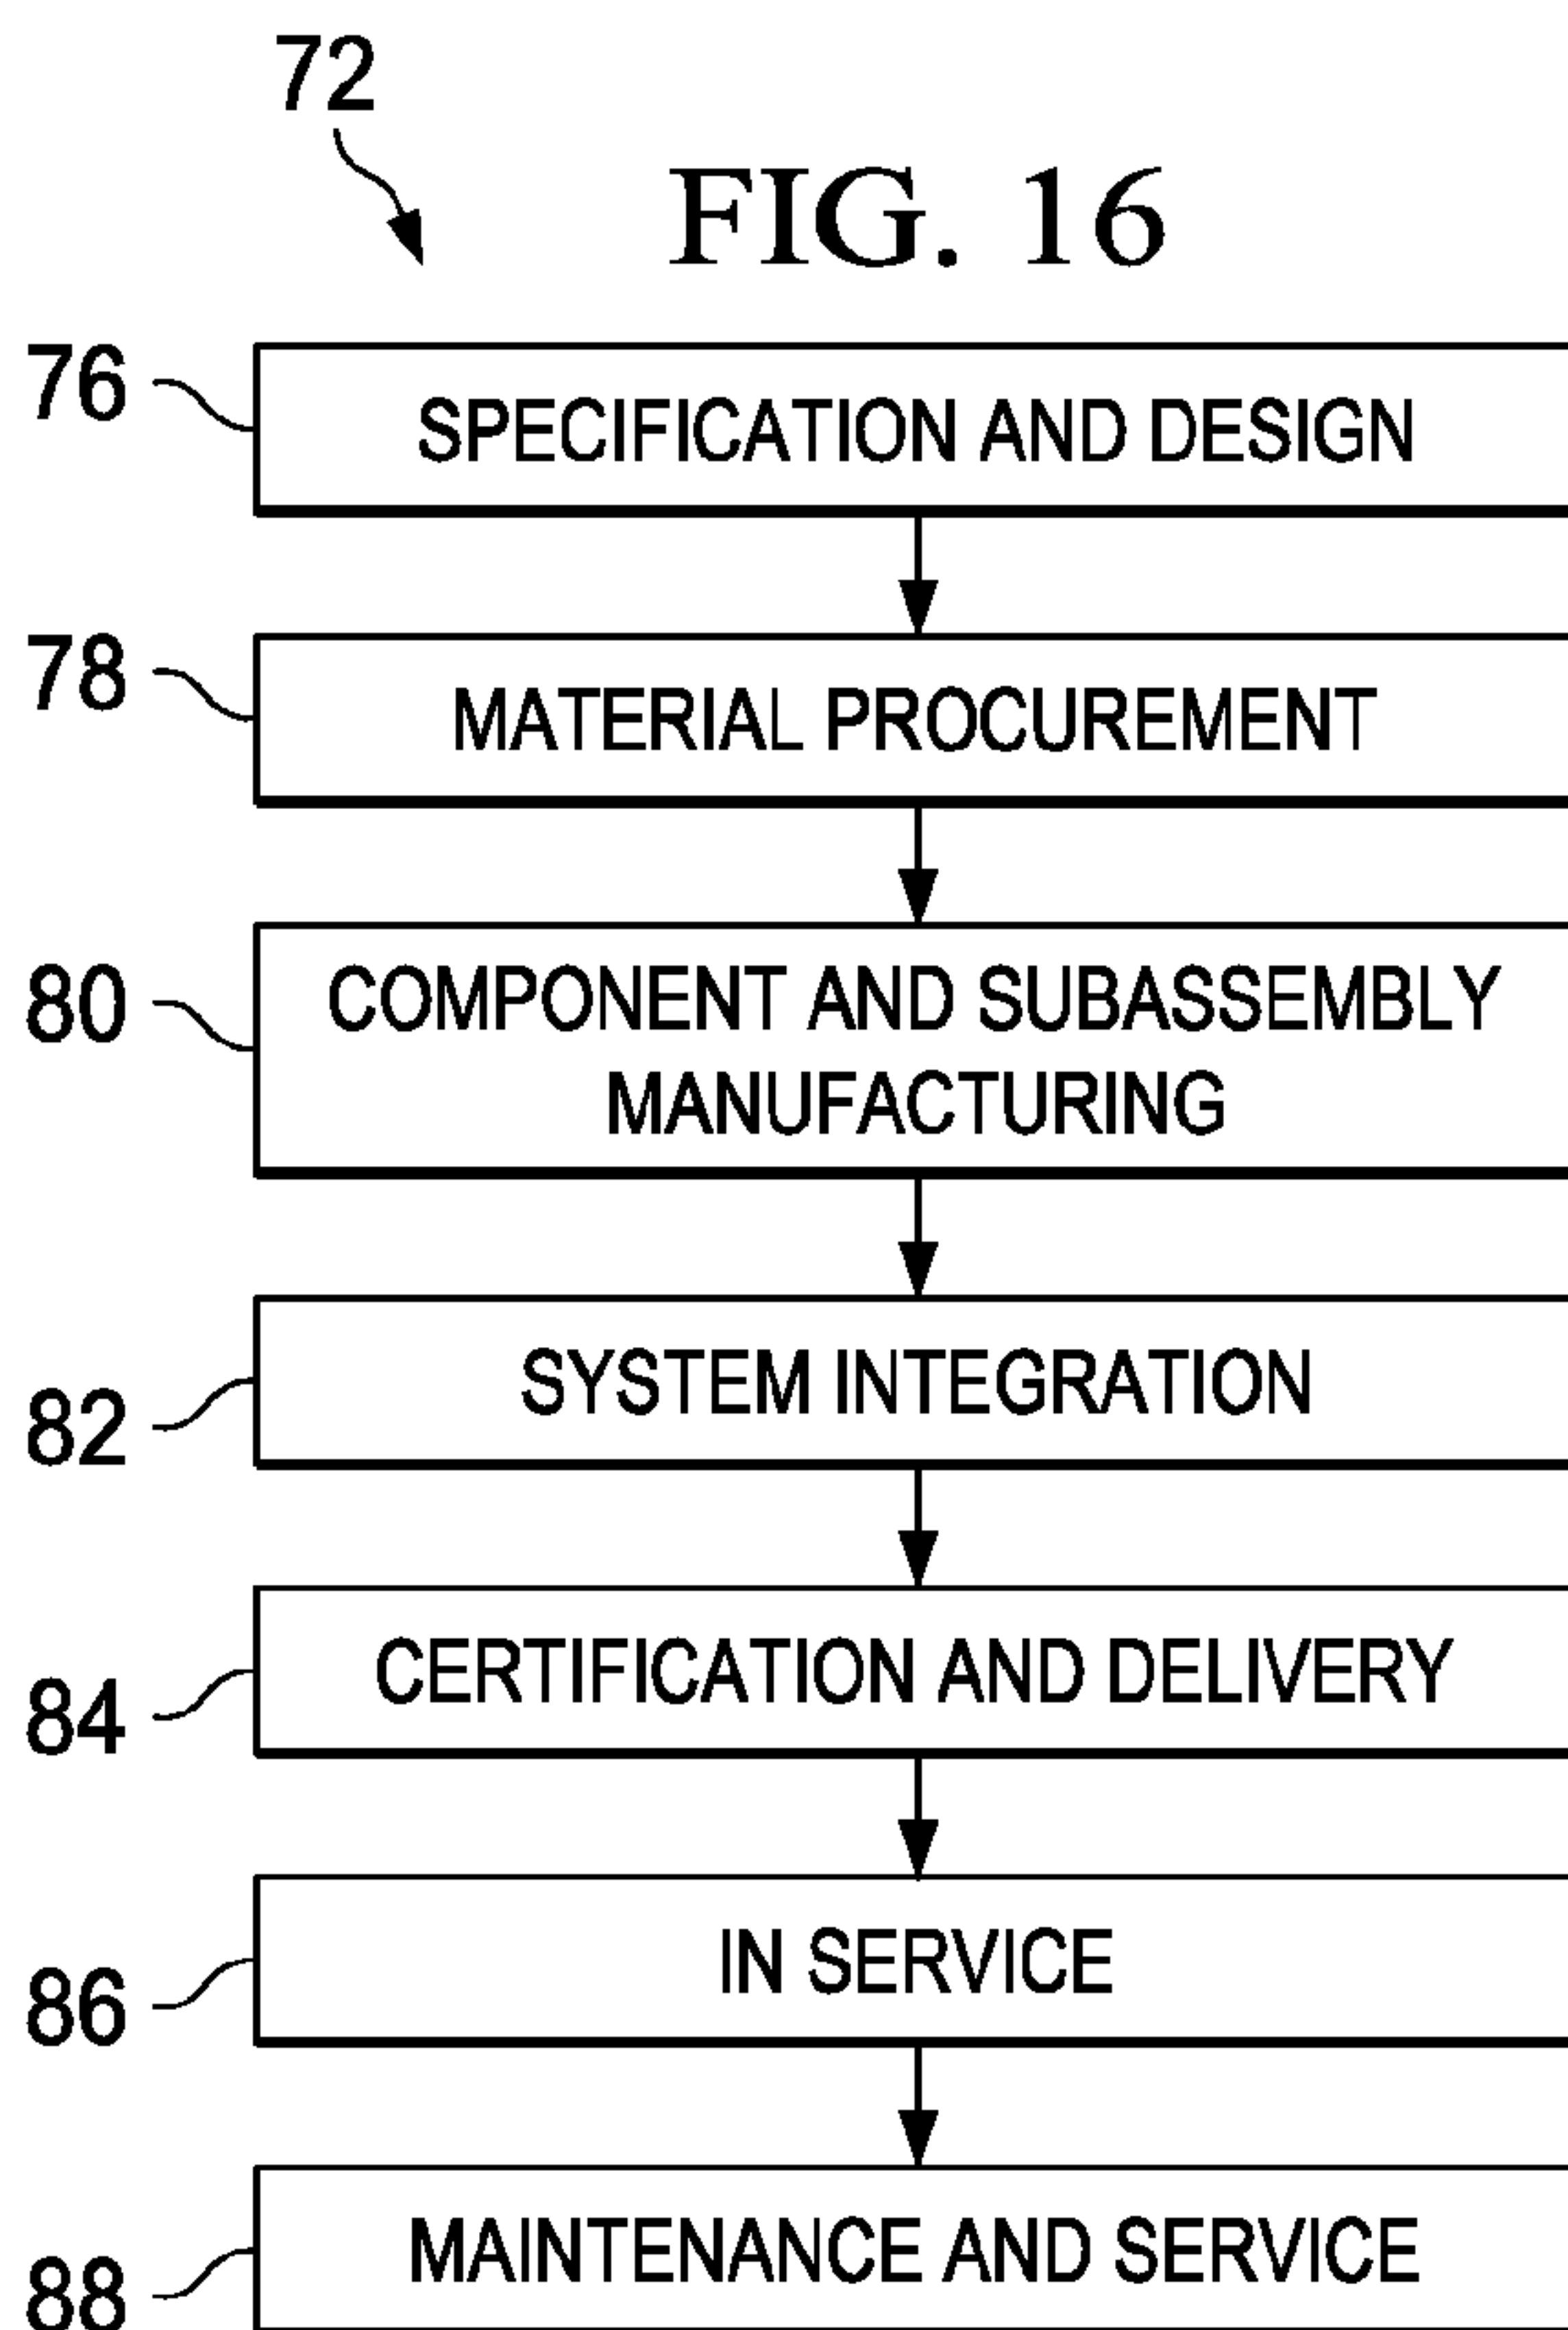 72
FIG. 16
76
SPECIFICATION AND DESIGN
78
MATERIAL PROCUREMENT
80
COMPONENT AND SUBASSEMBLY
MANUFACTURING
82
SYSTEM INTEGRATION
84
CERTIFICATION AND DELIVERY
86
IN SERVICE
88
MAINTENANCE AND SERVICE